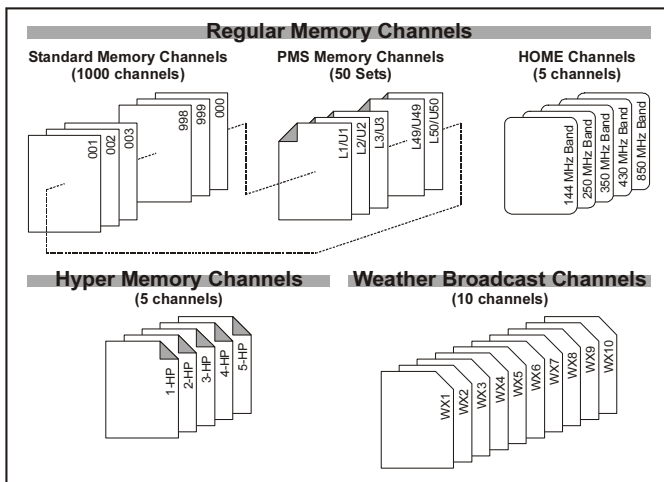 Regular Memory Channels
Standard Memory Channels
(1000 channels)
001
002
003
998
999
000
PMS Memory Channels
(50 Sets)
L1/U1
L2/U2
L3/U3
L49/U49
L50/U50
HOME Channels
(5 channels)
144 MHz Band
250 MHz Band
350 MHz Band
430 MHz Band
850 MHz Band
Hyper Memory Channels
(5 channels)
1-HP
2-HP
3-HP
4-HP
5-HP
Weather Broadcast Channels
(10 channels)
WX1
WX2
WX3
WX4
WX5
WX6
WX7
WX8
WX9
WX10